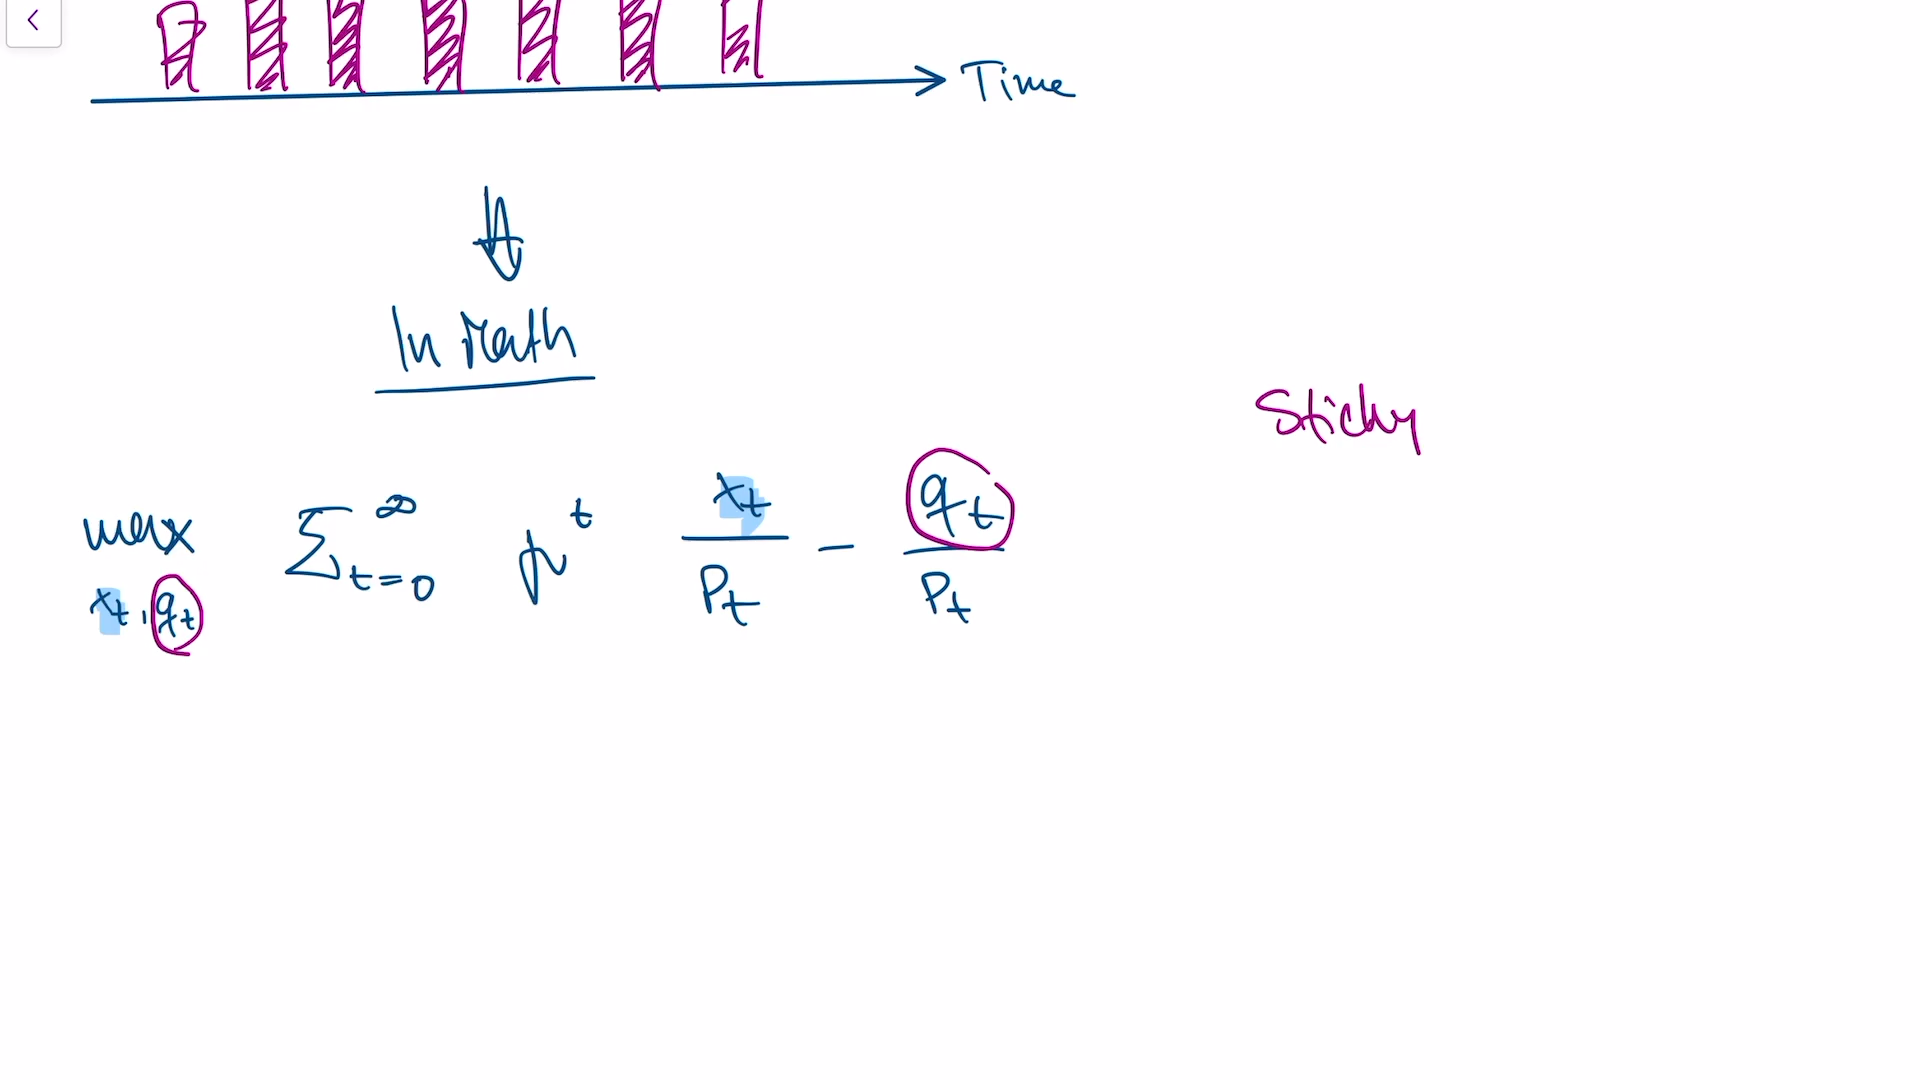 Time
In Math
Sticky
max Σ t=0 ∞ β^t x_t / P_t − q_t / P_t
x_t, q_t